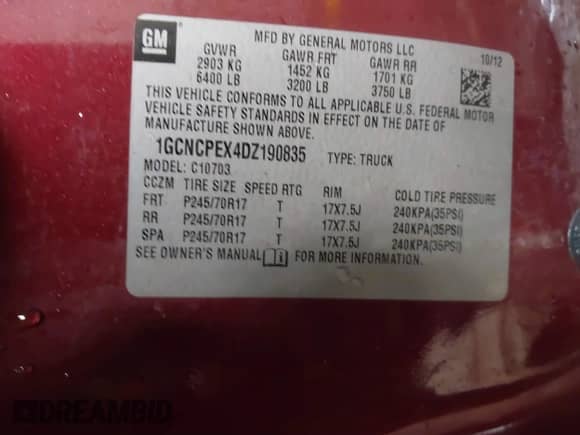 GM
MFD BY GENERAL MOTORS LLC
10/12
GVWR GAWR FRT GAWR RR
2903 KG 1452 KG 1701 KG
6400 LB 3200 LB 3750 LB
THIS VEHICLE CONFORMS TO ALL APPLICABLE U.S. FEDERAL MOTOR
VEHICLE SAFETY STANDARDS IN EFFECT ON THE DATE OF
MANUFACTURE SHOWN ABOVE.
1GCNCPEX4DZ190835 TYPE: TRUCK
MODEL: C10703
CCZM TIRE SIZE SPEED RTG RIM COLD TIRE PRESSURE
FRT P245/70R17 T 17X7.5J 240KPA(35PSI)
RR P245/70R17 T 17X7.5J 240KPA(35PSI)
SPA P245/70R17 T 17X7.5J 240KPA(35PSI)
SEE OWNER'S MANUAL FOR MORE INFORMATION.
DREAMBID